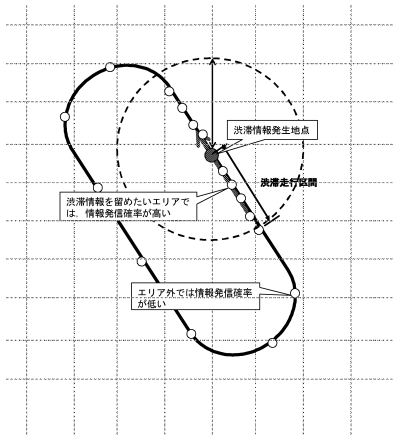 渋滞情報発生地点
渋滞走行区間
渋滞情報を留めたいエリアで
は、情報発信確率が高い
エリア外では情報発信確率
が低い